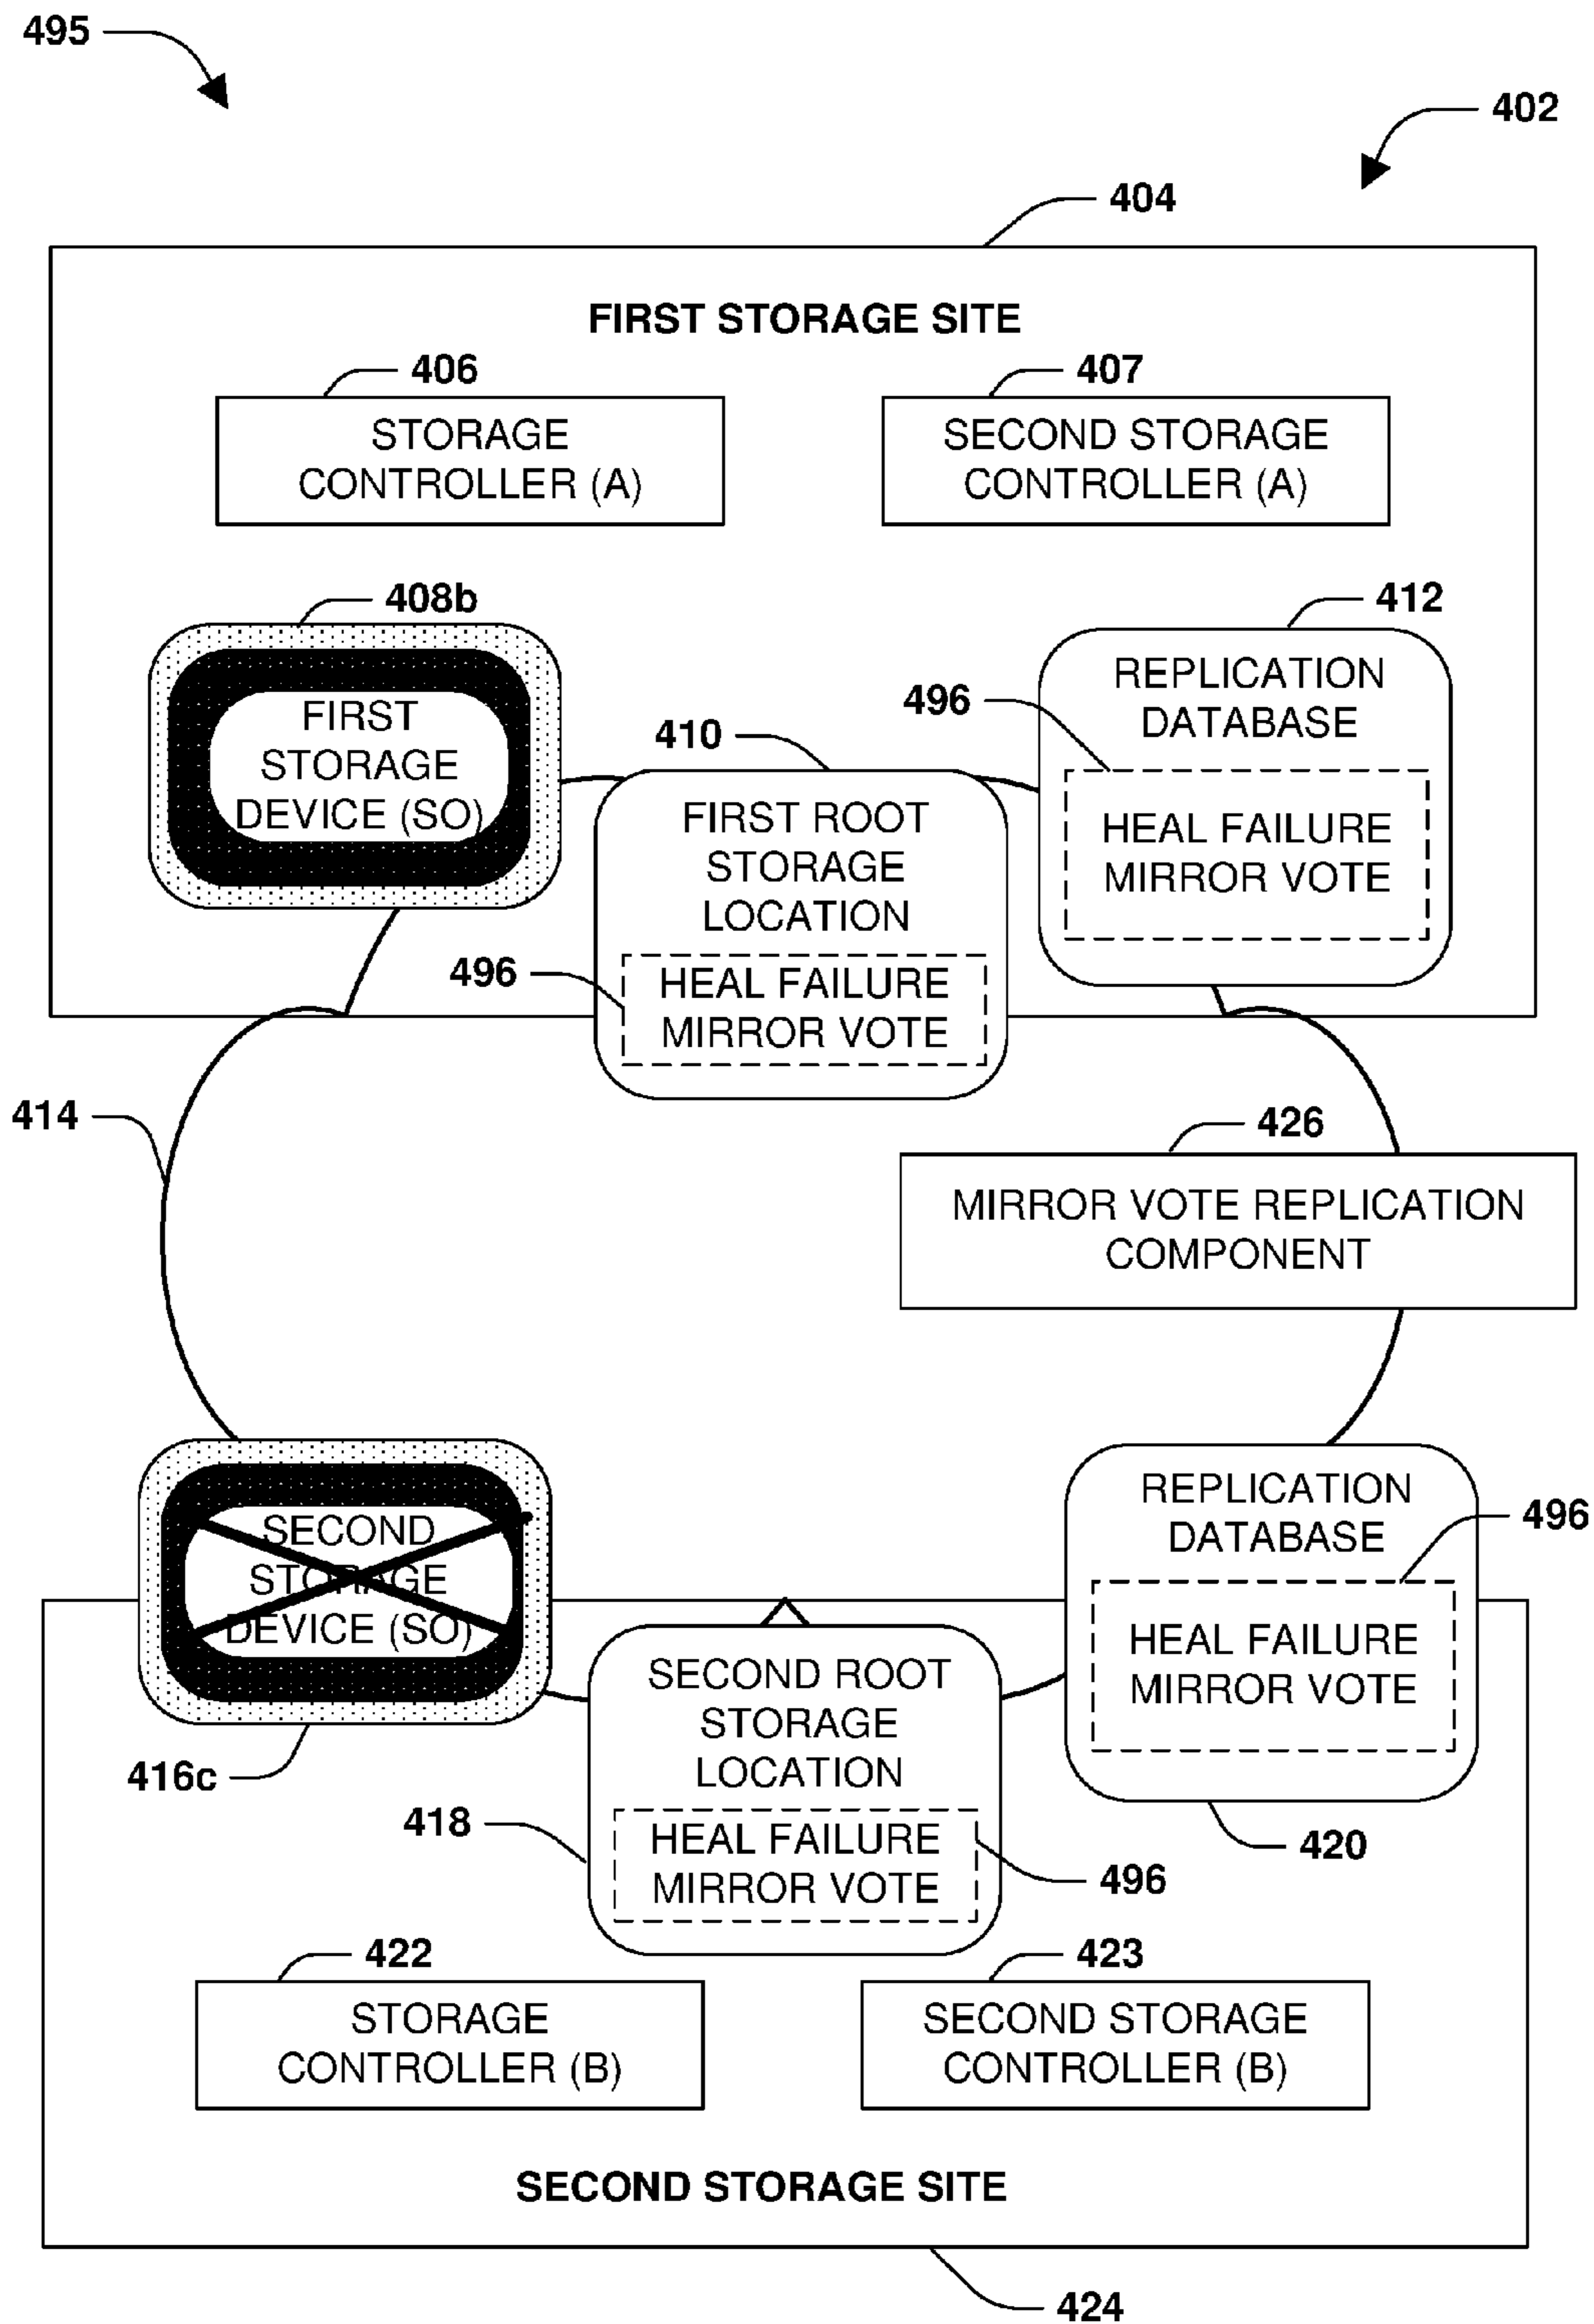 495
402
404
FIRST STORAGE SITE
406
407
STORAGE
CONTROLLER (A)
SECOND STORAGE
CONTROLLER (A)
408b
412
FIRST
STORAGE
DEVICE (SO)
410
496
REPLICATION
DATABASE
HEAL FAILURE
MIRROR VOTE
FIRST ROOT
STORAGE
LOCATION
496
HEAL FAILURE
MIRROR VOTE
414
426
MIRROR VOTE REPLICATION
COMPONENT
SECOND
STORAGE
DEVICE (SO)
416c
REPLICATION
DATABASE
496
HEAL FAILURE
MIRROR VOTE
420
SECOND ROOT
STORAGE
LOCATION
418
HEAL FAILURE
MIRROR VOTE
496
422
423
STORAGE
CONTROLLER (B)
SECOND STORAGE
CONTROLLER (B)
SECOND STORAGE SITE
424